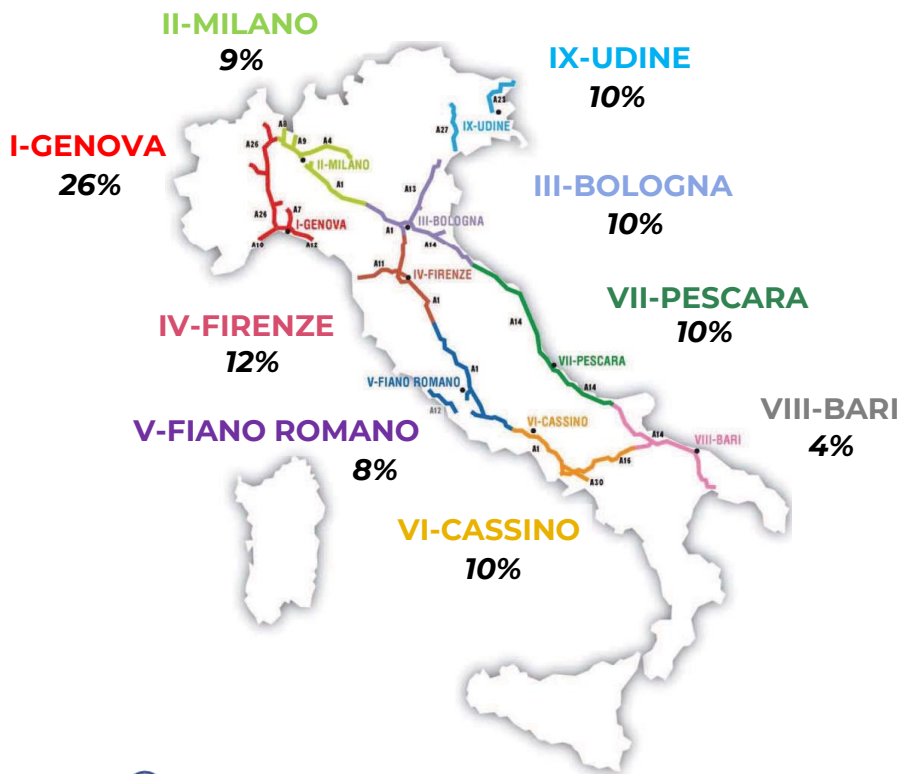 II-MILANO
9%
IX-UDINE
10%
I-GENOVA
26%
III-BOLOGNA
10%
IV-FIRENZE
12%
VII-PESCARA
10%
V-FIANO ROMANO
8%
VIII-BARI
4%
VI-CASSINO
10%
A8
A9
A4
A26
II-MILANO
A1
A23
IX-UDINE
A27
A13
III-BOLOGNA
A1
A14
A26
A7
I-GENOVA
A10
A12
A11
IV-FIRENZE
A1
A14
A1
V-FIANO ROMANO
A12
VII-PESCARA
A14
VI-CASSINO
A1
A16
A30
A14
VIII-BARI